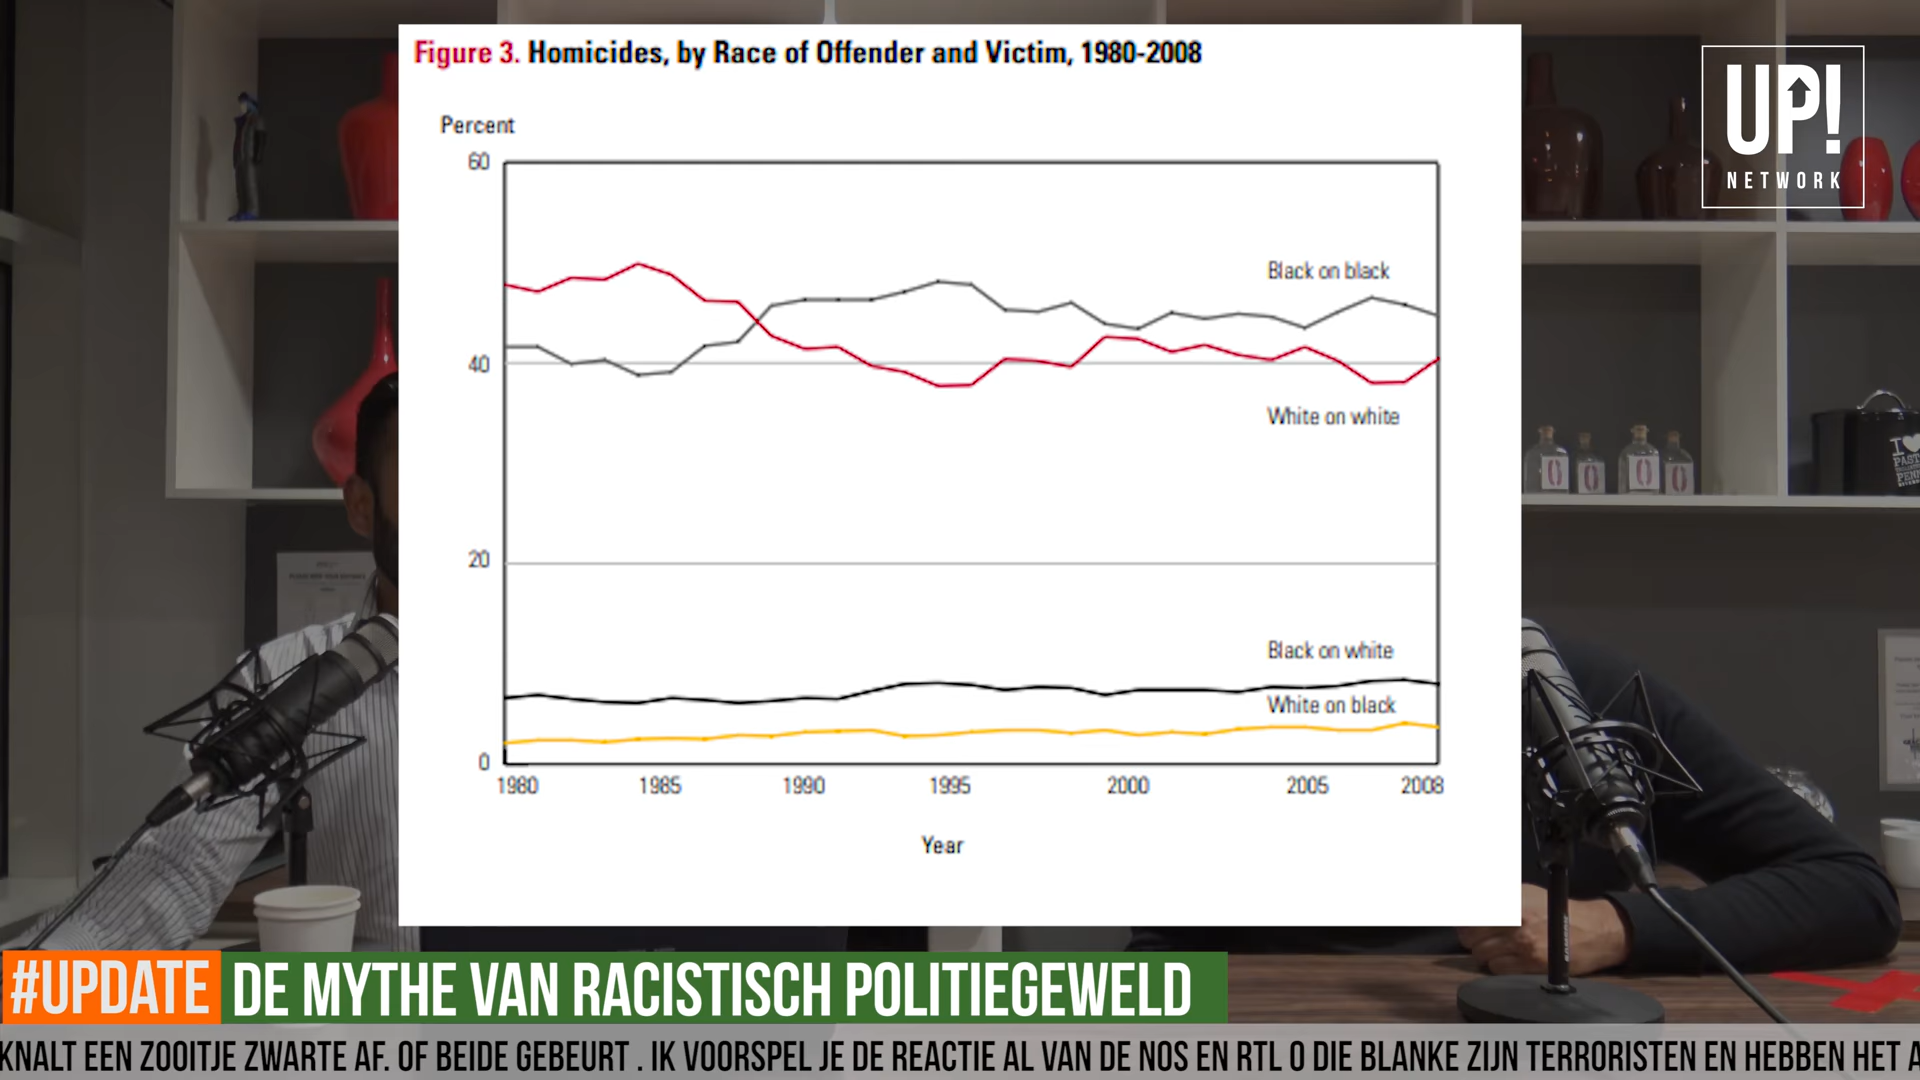 Figure 3. Homicides, by Race of Offender and Victim, 1980-2008
Percent
60
Black on black
40
White on white
20
Black on white
White on black
0
1980 1985 1990 1995 2000 2005 2008
Year
UP!
NETWORK
I
PAST
PENN
#UPDATE DE MYTHE VAN RACISTISCH POLITIEGEWELD
KNALT EEN ZOOITJE ZWARTE AF. OF BEIDE GEBEURT . IK VOORSPEL JE DE REACTIE AL VAN DE NOS EN RTL O DIE BLANKE ZIJN TERRORISTEN EN HEBBEN HET A